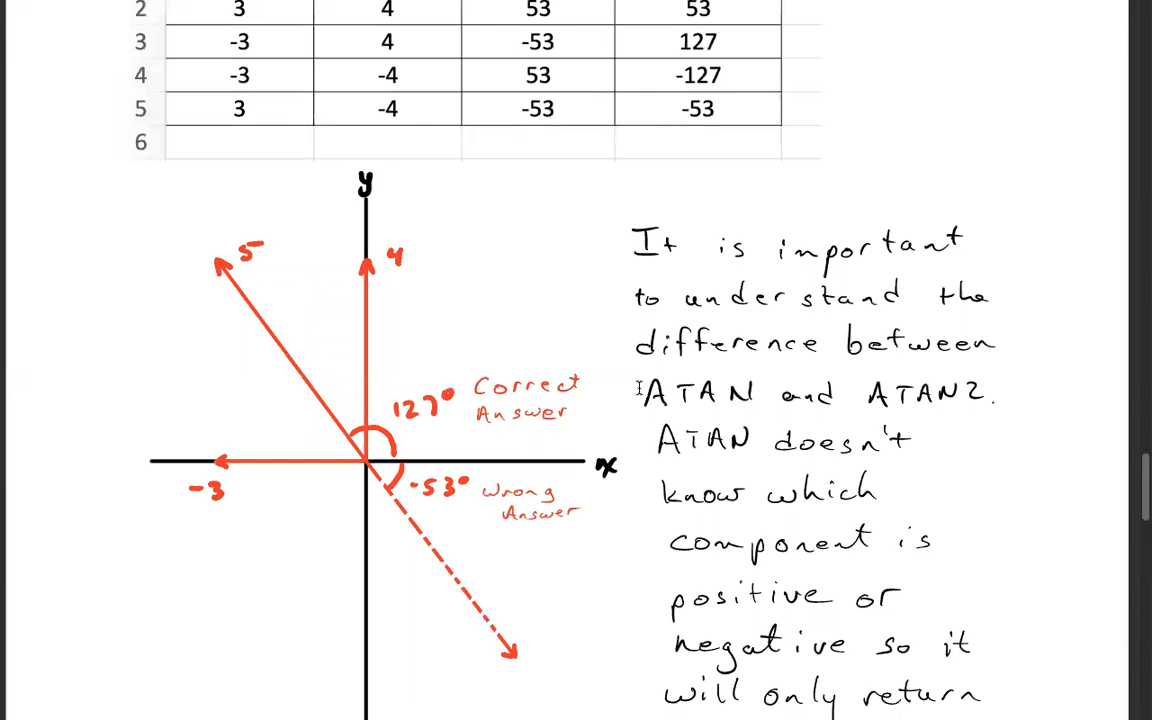 2 3 4 53 53
3 -3 4 -53 127
4 -3 -4 53 -127
5 3 -4 -53 -53
6
y
5
4
127° Correct
Answer
x
-3
-53° Wrong
Answer
It is important
to understand the
difference between
ATAN and ATAN2.
ATAN doesn't
know which
component is
positive or
negative so it
will only return